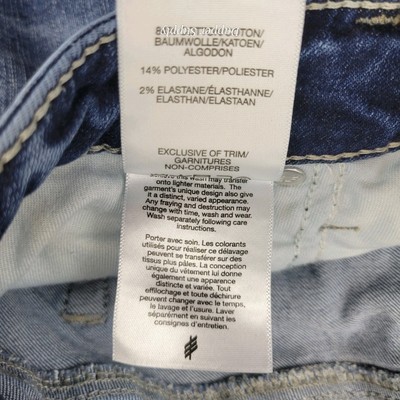 BAUMWOLLE/KATOEN/
ALGODON
14% POLYESTER/POLIESTER
2% ELASTANE/ÉLASTHANNE/
ELASTHAN/ELASTAAN
EXCLUSIVE OF TRIM/
GARNITURES
NON-COMPRISES
this wash may transfer
onto lighter materials. The
garment's unique design also give
it a distinct, varied appearance.
Any fraying and destruction may
change with time, wash and wear.
Wash separately following care
instructions.
Porter avec soin. Les colorants
utilisés pour réaliser ce délavage
peuvent se transférer sur des
tissus plus pâles. La conception
unique du vêtement lui donne
également une apparence
distincte et variée. Tout
effilochage et toute déchirure
peuvent changer avec le temps,
le lavage et l'usure. Laver
séparément en suivant les
consignes d'entretien.